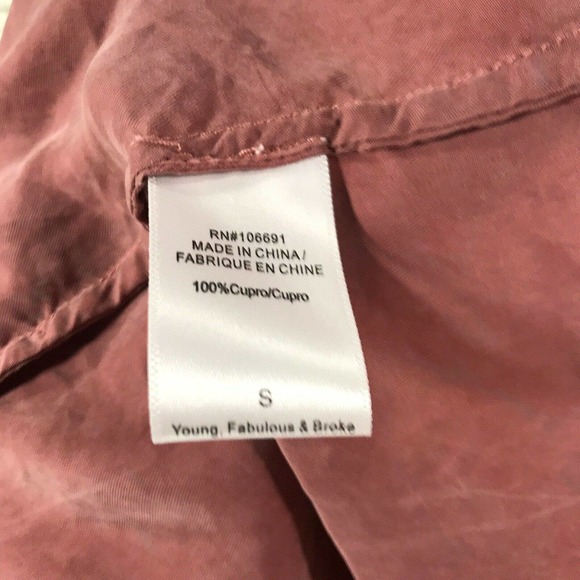 RN#106691
MADE IN CHINA/
FABRIQUE EN CHINE
100%Cupro/Cupro
S
Young, Fabulous & Broke